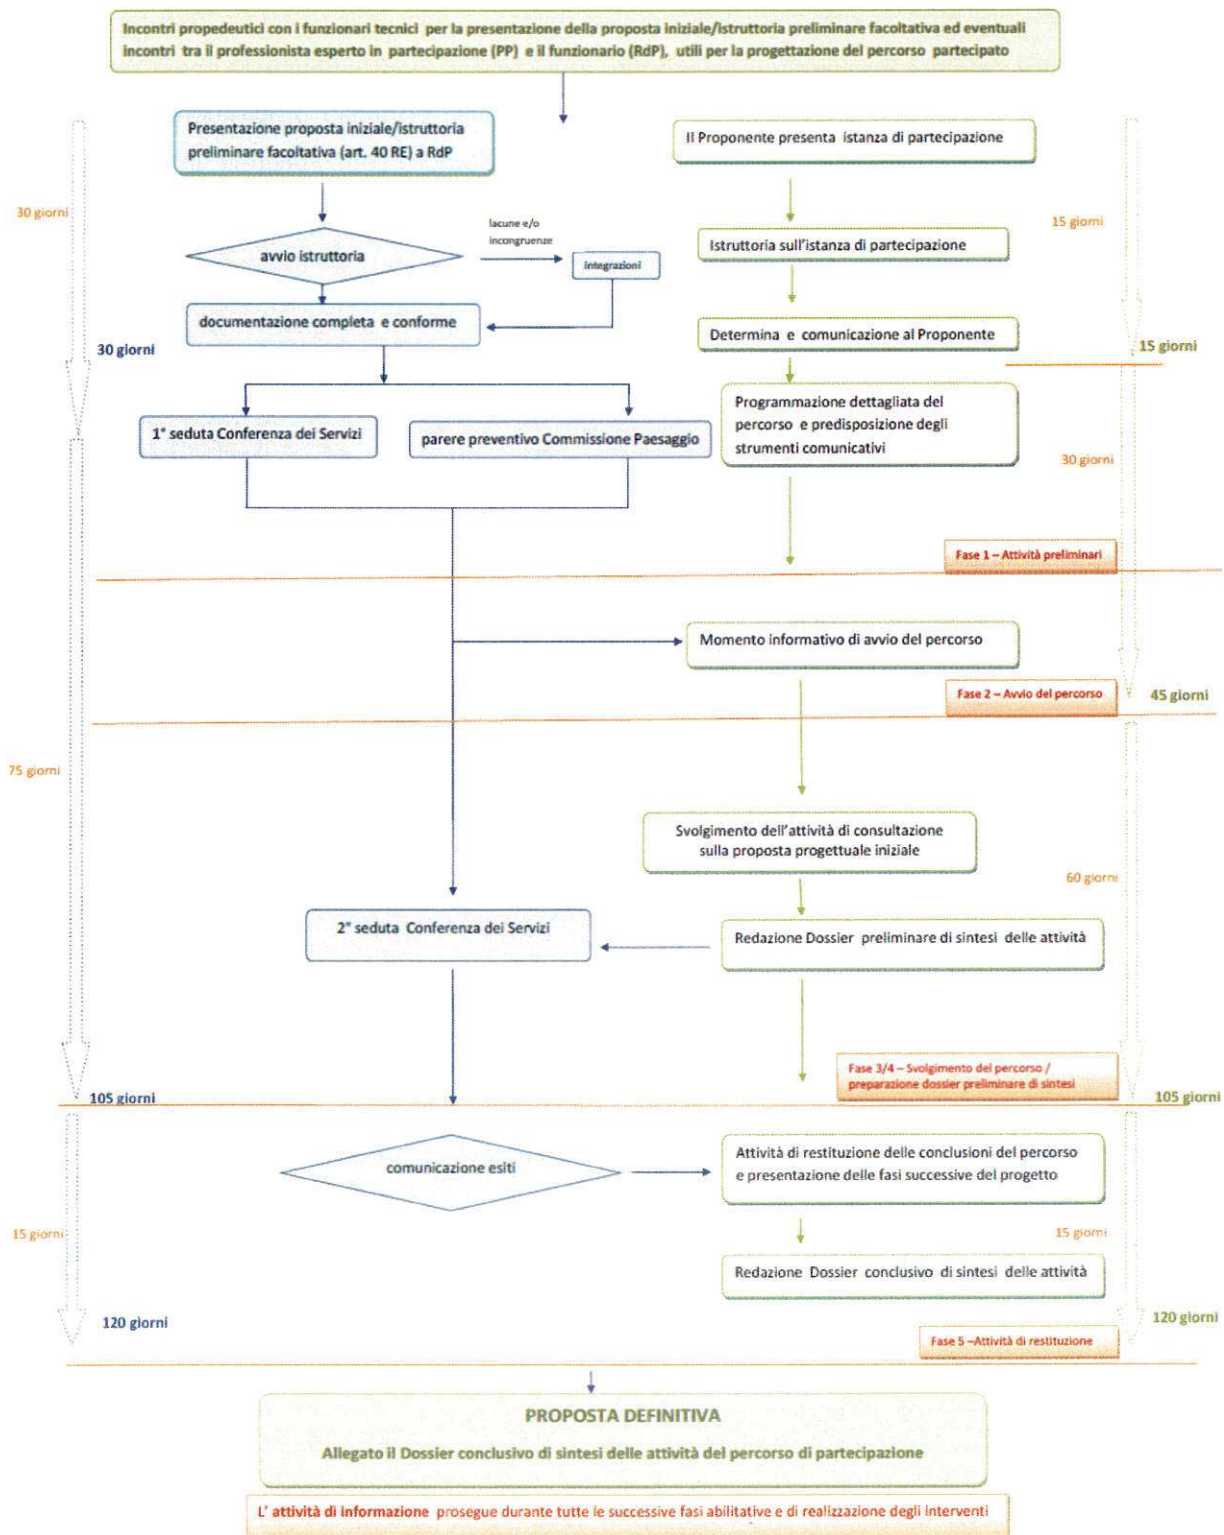 Incontri propedeutici con i funzionari tecnici per la presentazione della proposta iniziale/istruttoria preliminare facoltativa ed eventuali
incontri tra il professionista esperto in partecipazione (PP) e il funzionario (RdP), utili per la progettazione del percorso partecipato
Presentazione proposta iniziale/istruttoria
preliminare facoltativa (art. 40 RE) a RdP
Il Proponente presenta istanza di partecipazione
30 giorni
15 giorni
lacune e/o
incongruenze
avvio istruttoria
integrazioni
Istruttoria sull'istanza di partecipazione
documentazione completa e conforme
Determina e comunicazione al Proponente
30 giorni
15 giorni
1° seduta Conferenza dei Servizi
parere preventivo Commissione Paesaggio
Programmazione dettagliata del
percorso e predisposizione degli
strumenti comunicativi
30 giorni
Fase 1 – Attività preliminari
Momento informativo di avvio del percorso
Fase 2 – Avvio del percorso
45 giorni
75 giorni
Svolgimento dell'attività di consultazione
sulla proposta progettuale iniziale
60 giorni
2° seduta Conferenza dei Servizi
Redazione Dossier preliminare di sintesi delle attività
Fase 3/4 – Svolgimento del percorso /
preparazione dossier preliminare di sintesi
105 giorni
105 giorni
comunicazione esiti
Attività di restituzione delle conclusioni del percorso
e presentazione delle fasi successive del progetto
15 giorni
15 giorni
Redazione Dossier conclusivo di sintesi delle attività
120 giorni
120 giorni
Fase 5 –Attività di restituzione
PROPOSTA DEFINITIVA
Allegato il Dossier conclusivo di sintesi delle attività del percorso di partecipazione
L' attività di informazione prosegue durante tutte le successive fasi abilitative e di realizzazione degli interventi